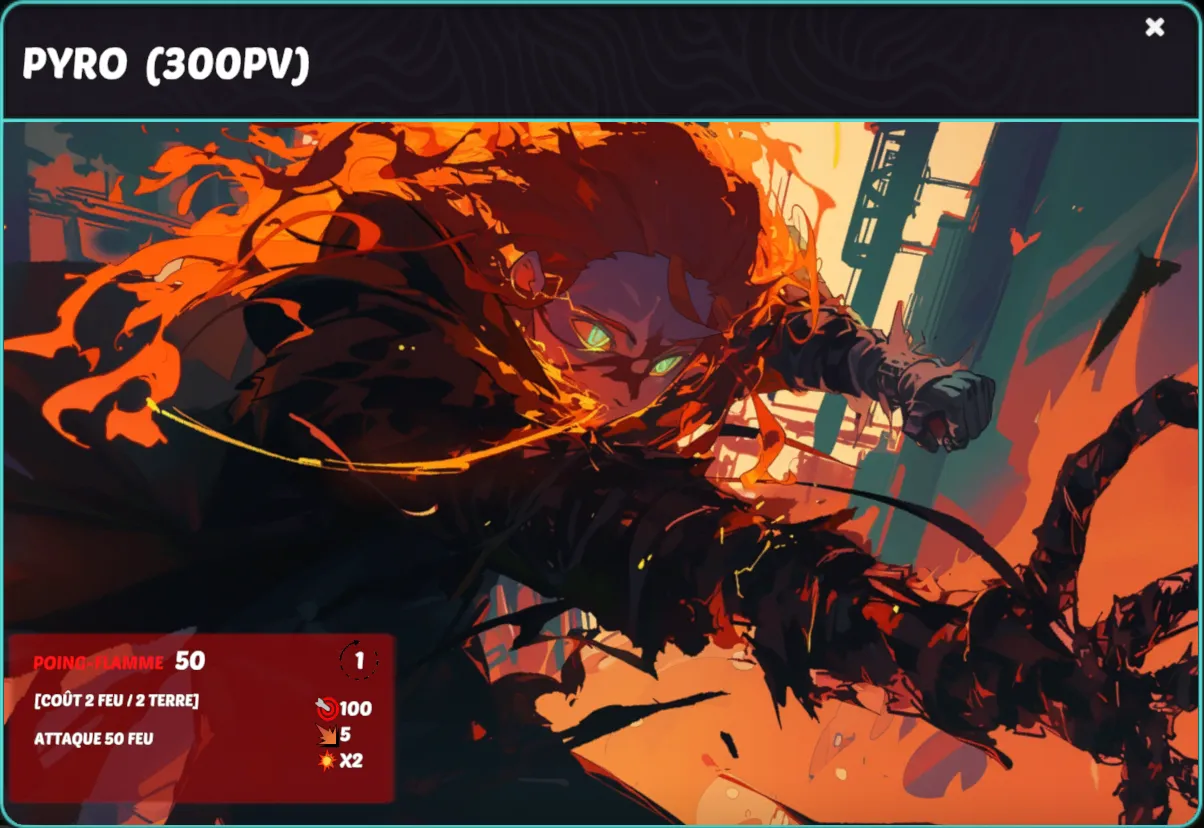 PYRO (300PV)
POING-FLAMME 50
1
[COÛT 2 FEU / 2 TERRE]
100
ATTAQUE 50 FEU
5
X2